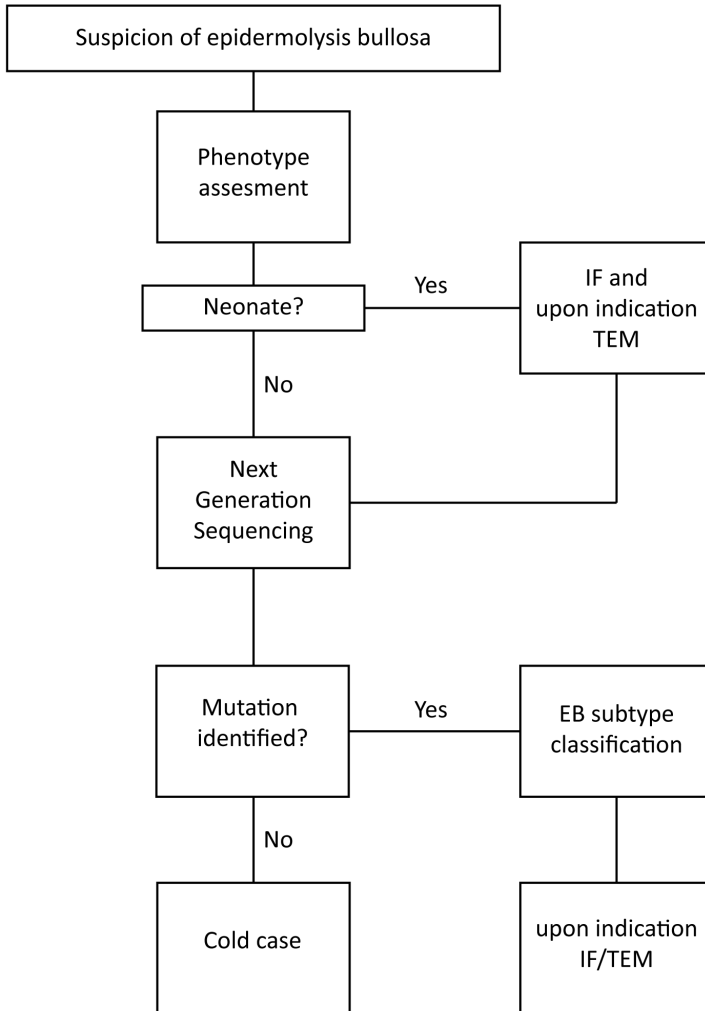 Suspicion of epidermolysis bullosa
Phenotype
assesment
Neonate?
Yes
IF and
upon indication
TEM
No
Next
Generation
Sequencing
Mutation
identified?
Yes
EB subtype
classification
No
Cold case
upon indication
IF/TEM